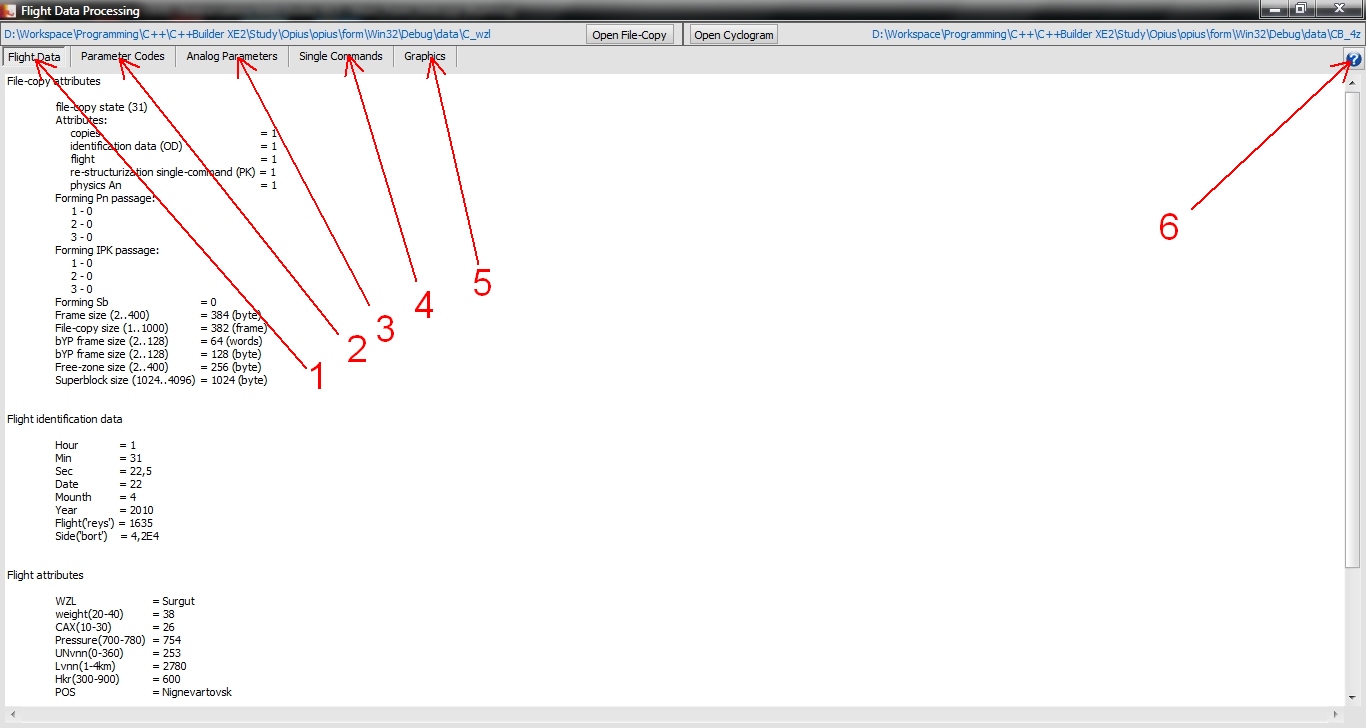 Flight Data Processing
D:\Workspace\Programming\C++\C++Builder XE2\Study\Opius\opius\form\Win32\Debug\data\C_wzl
Open File-Copy
Open Cyclogram
D:\Workspace\Programming\C++\C++Builder XE2\Study\Opius\opius\form\Win32\Debug\data\CB_4z
Flight Data
Parameter Codes
Analog Parameters
Single Commands
Graphics
?
File-copy attributes
file-copy state (31)
Attributes:
copies = 1
identification data (OD) = 1
flight = 1
re-structurization single-command (PK) = 1
physics An = 1
Forming Pn passage:
1 - 0
2 - 0
3 - 0
Forming IPK passage:
1 - 0
2 - 0
3 - 0
Forming Sb = 0
Frame size (2..400) = 384 (byte)
File-copy size (1..1000) = 382 (frame)
bYP frame size (2..128) = 64 (words)
bYP frame size (2..128) = 128 (byte)
Free-zone size (2..400) = 256 (byte)
Superblock size (1024..4096) = 1024 (byte)
1
2
3
4
5
6
Flight identification data
Hour = 1
Min = 31
Sec = 22,5
Date = 22
Mounth = 4
Year = 2010
Flight('reys') = 1635
Side('bort') = 4,2E4
Flight attributes
WZL = Surgut
weight(20-40) = 38
CAX(10-30) = 26
Pressure(700-780) = 754
UNvnn(0-360) = 253
Lvnn(1-4km) = 2780
Hkr(300-900) = 600
POS = Nignevartovsk